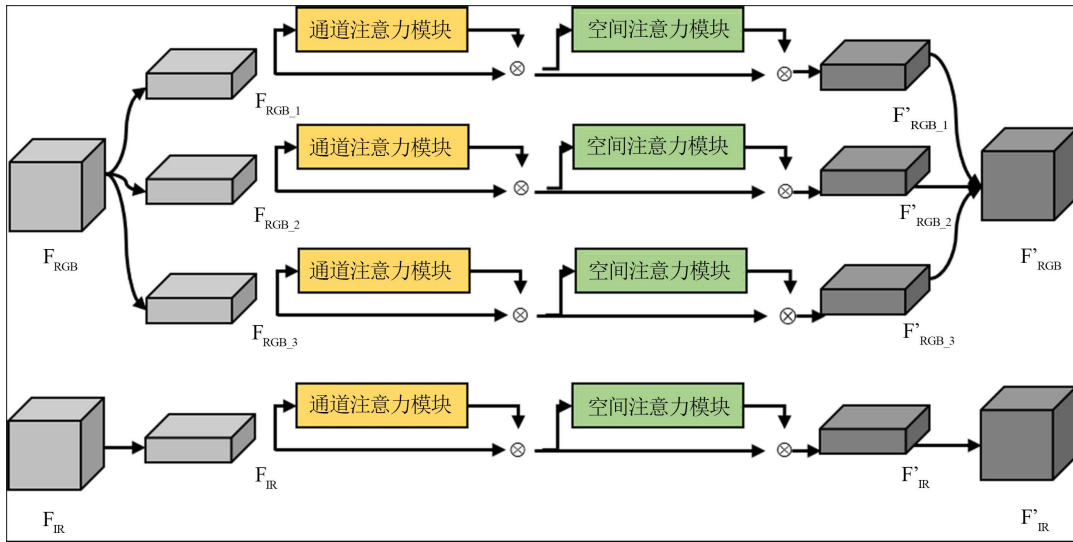 通道注意力模块
空间注意力模块
⊗
⊗
F_RGB_1
F'_RGB_1
通道注意力模块
空间注意力模块
⊗
⊗
F_RGB_2
F'_RGB_2
F_RGB
F'_RGB
通道注意力模块
空间注意力模块
⊗
⊗
F_RGB_3
F'_RGB_3
通道注意力模块
空间注意力模块
⊗
⊗
F_IR
F'_IR
F_IR
F'_IR